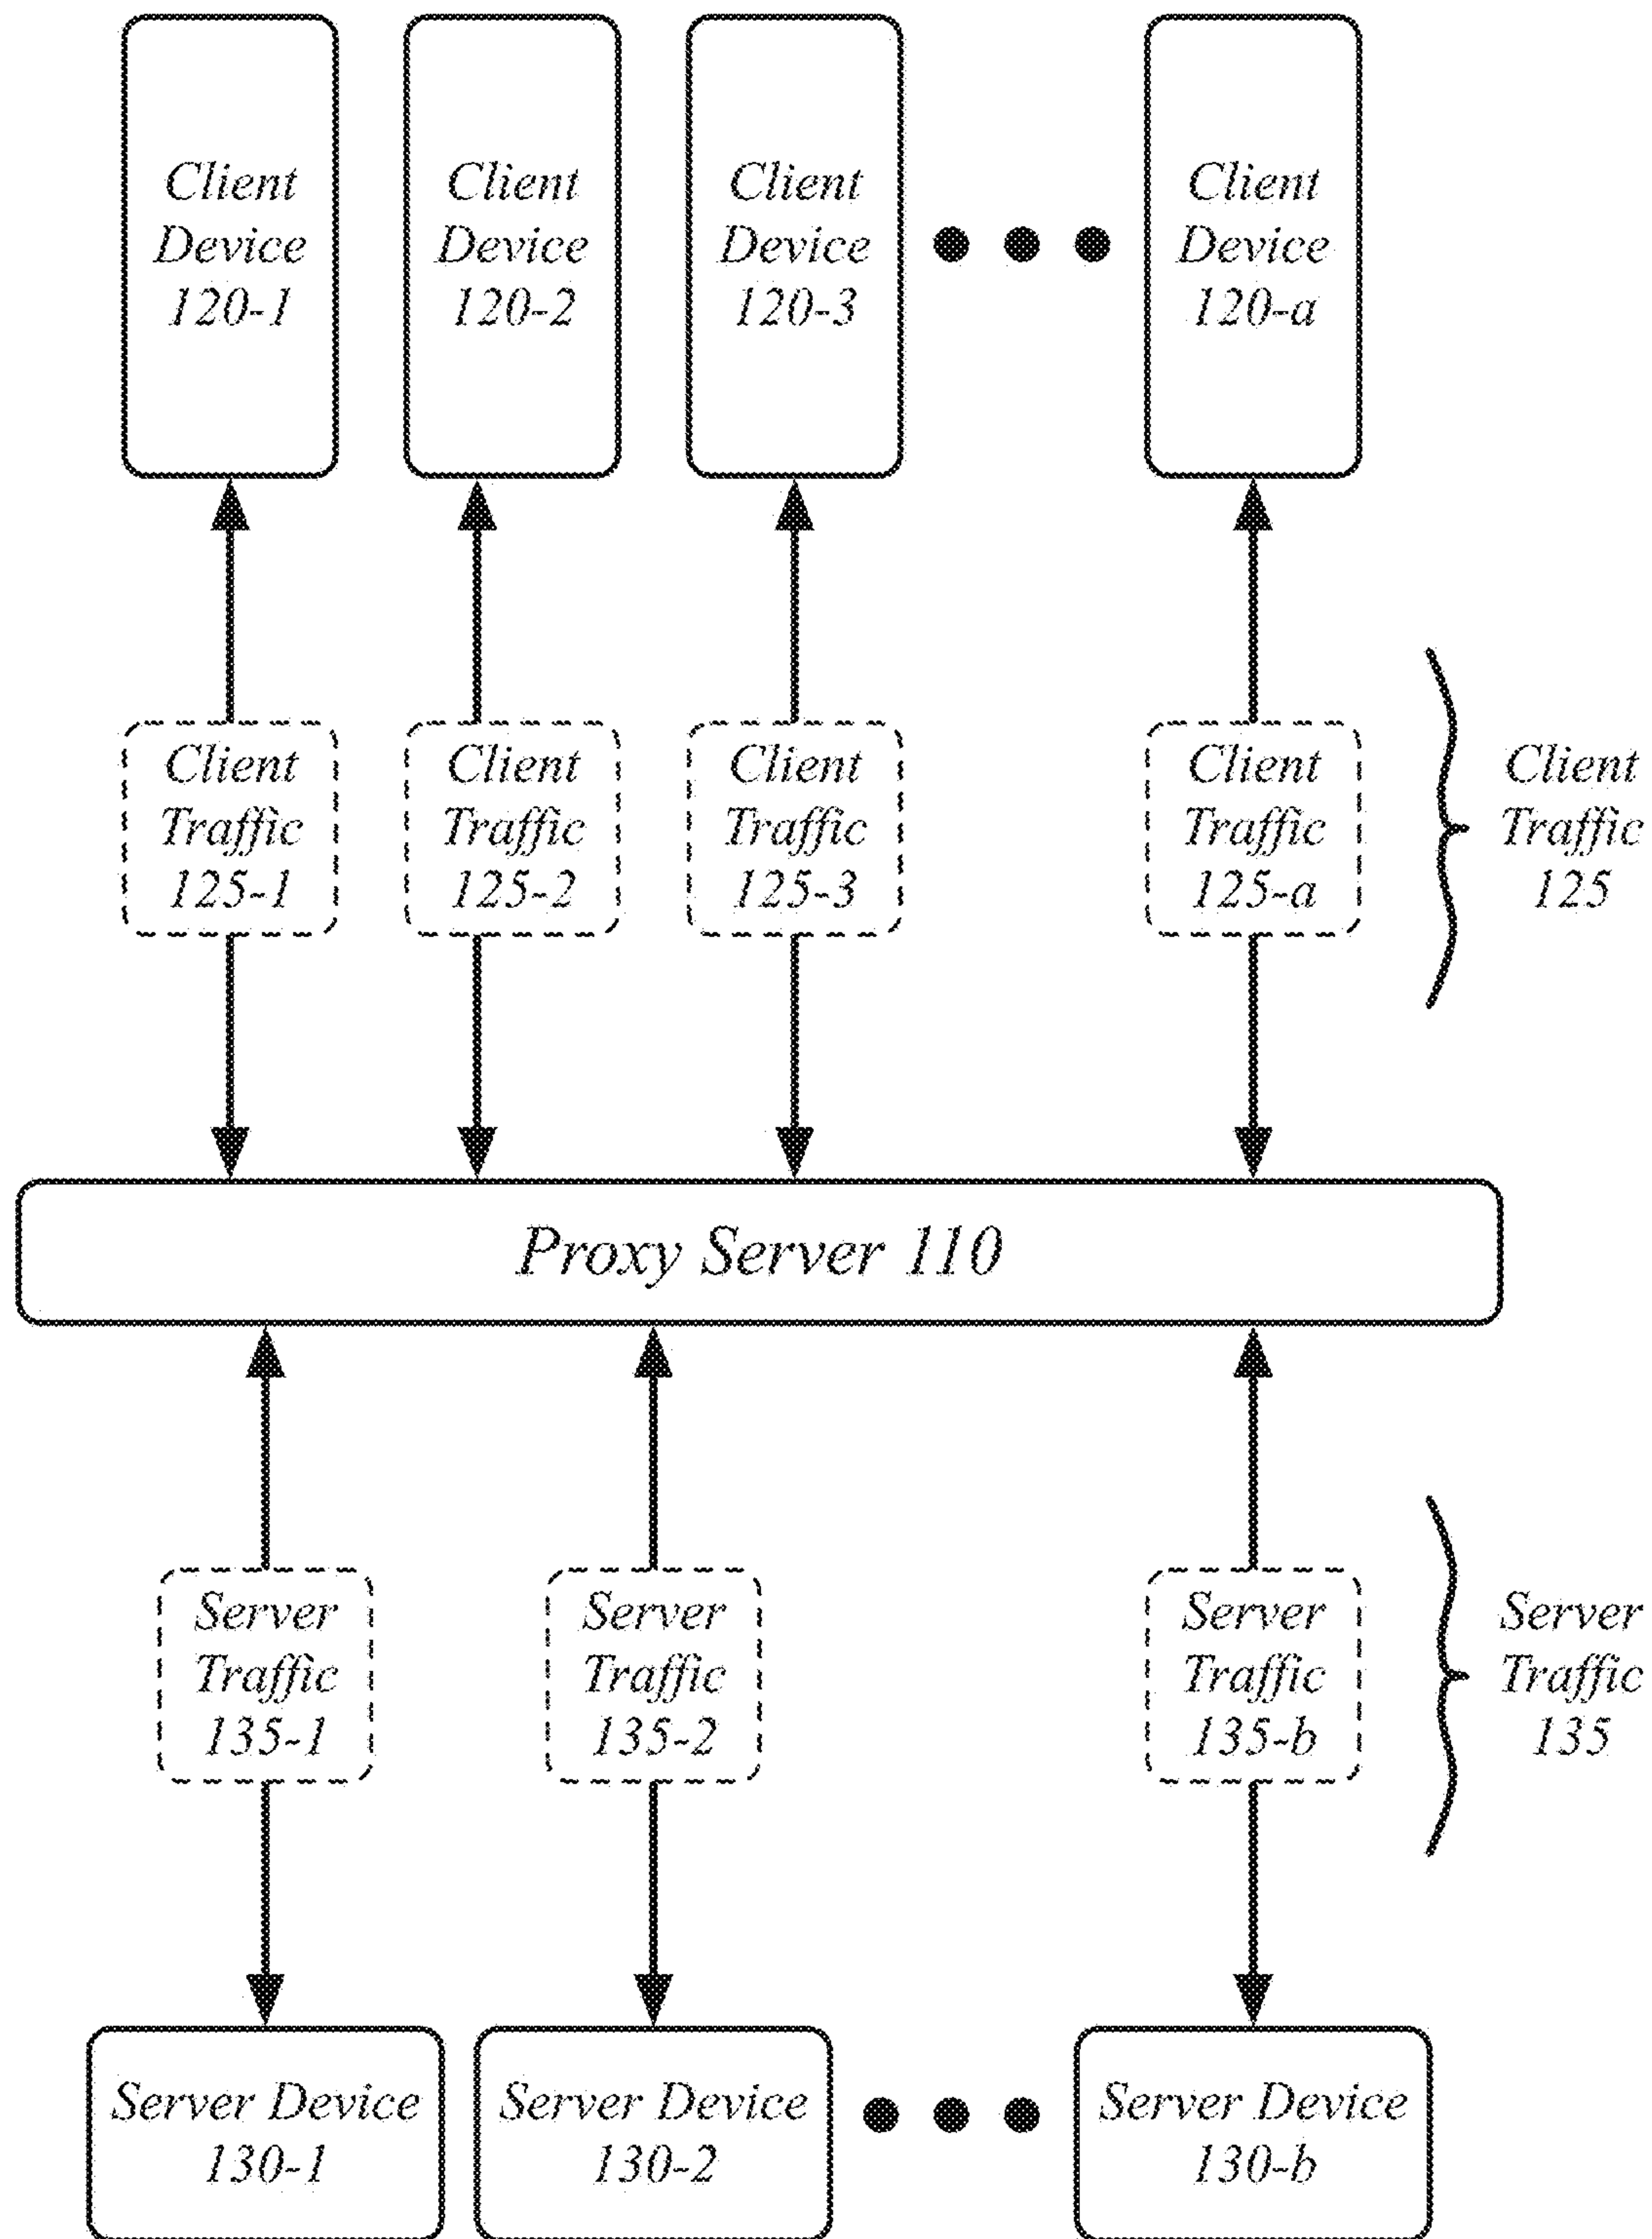 Client
Device
120-1
Client
Device
120-2
Client
Device
120-3
Client
Device
120-a
Client
Traffic
125-1
Client
Traffic
125-2
Client
Traffic
125-3
Client
Traffic
125-a
Client
Traffic
125
Proxy Server 110
Server
Traffic
135-1
Server
Traffic
135-2
Server
Traffic
135-b
Server
Traffic
135
Server Device
130-1
Server Device
130-2
Server Device
130-b